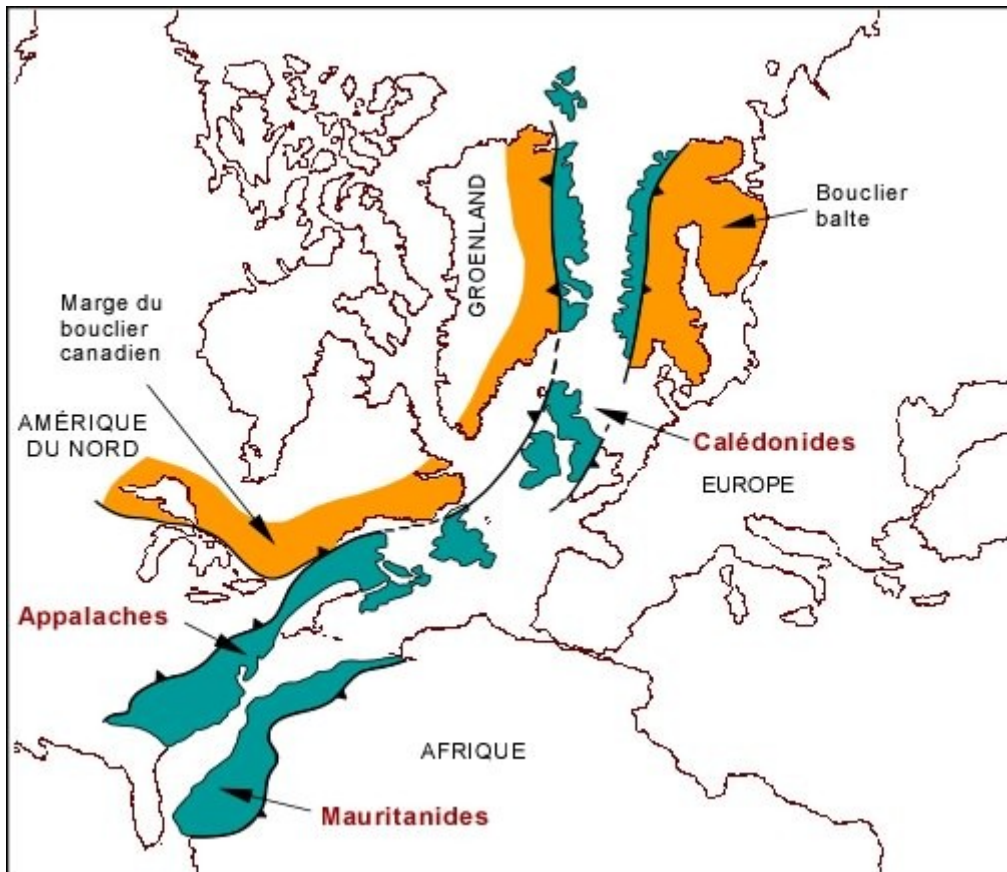 GROENLAND
Bouclier
balte
Marge du
bouclier
canadien
AMÉRIQUE
DU NORD
Calédonides
EUROPE
Appalaches
AFRIQUE
Mauritanides